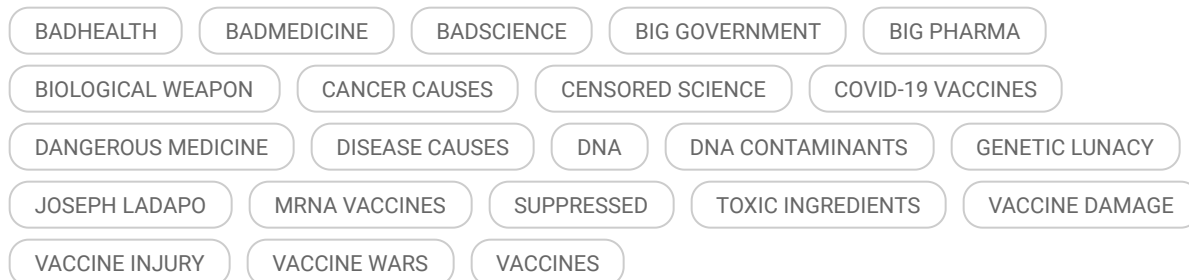 BADHEALTH BADMEDICINE BADSCIENCE BIG GOVERNMENT BIG PHARMA
BIOLOGICAL WEAPON CANCER CAUSES CENSORED SCIENCE COVID-19 VACCINES
DANGEROUS MEDICINE DISEASE CAUSES DNA DNA CONTAMINANTS GENETIC LUNACY
JOSEPH LADAPO MRNA VACCINES SUPPRESSED TOXIC INGREDIENTS VACCINE DAMAGE
VACCINE INJURY VACCINE WARS VACCINES